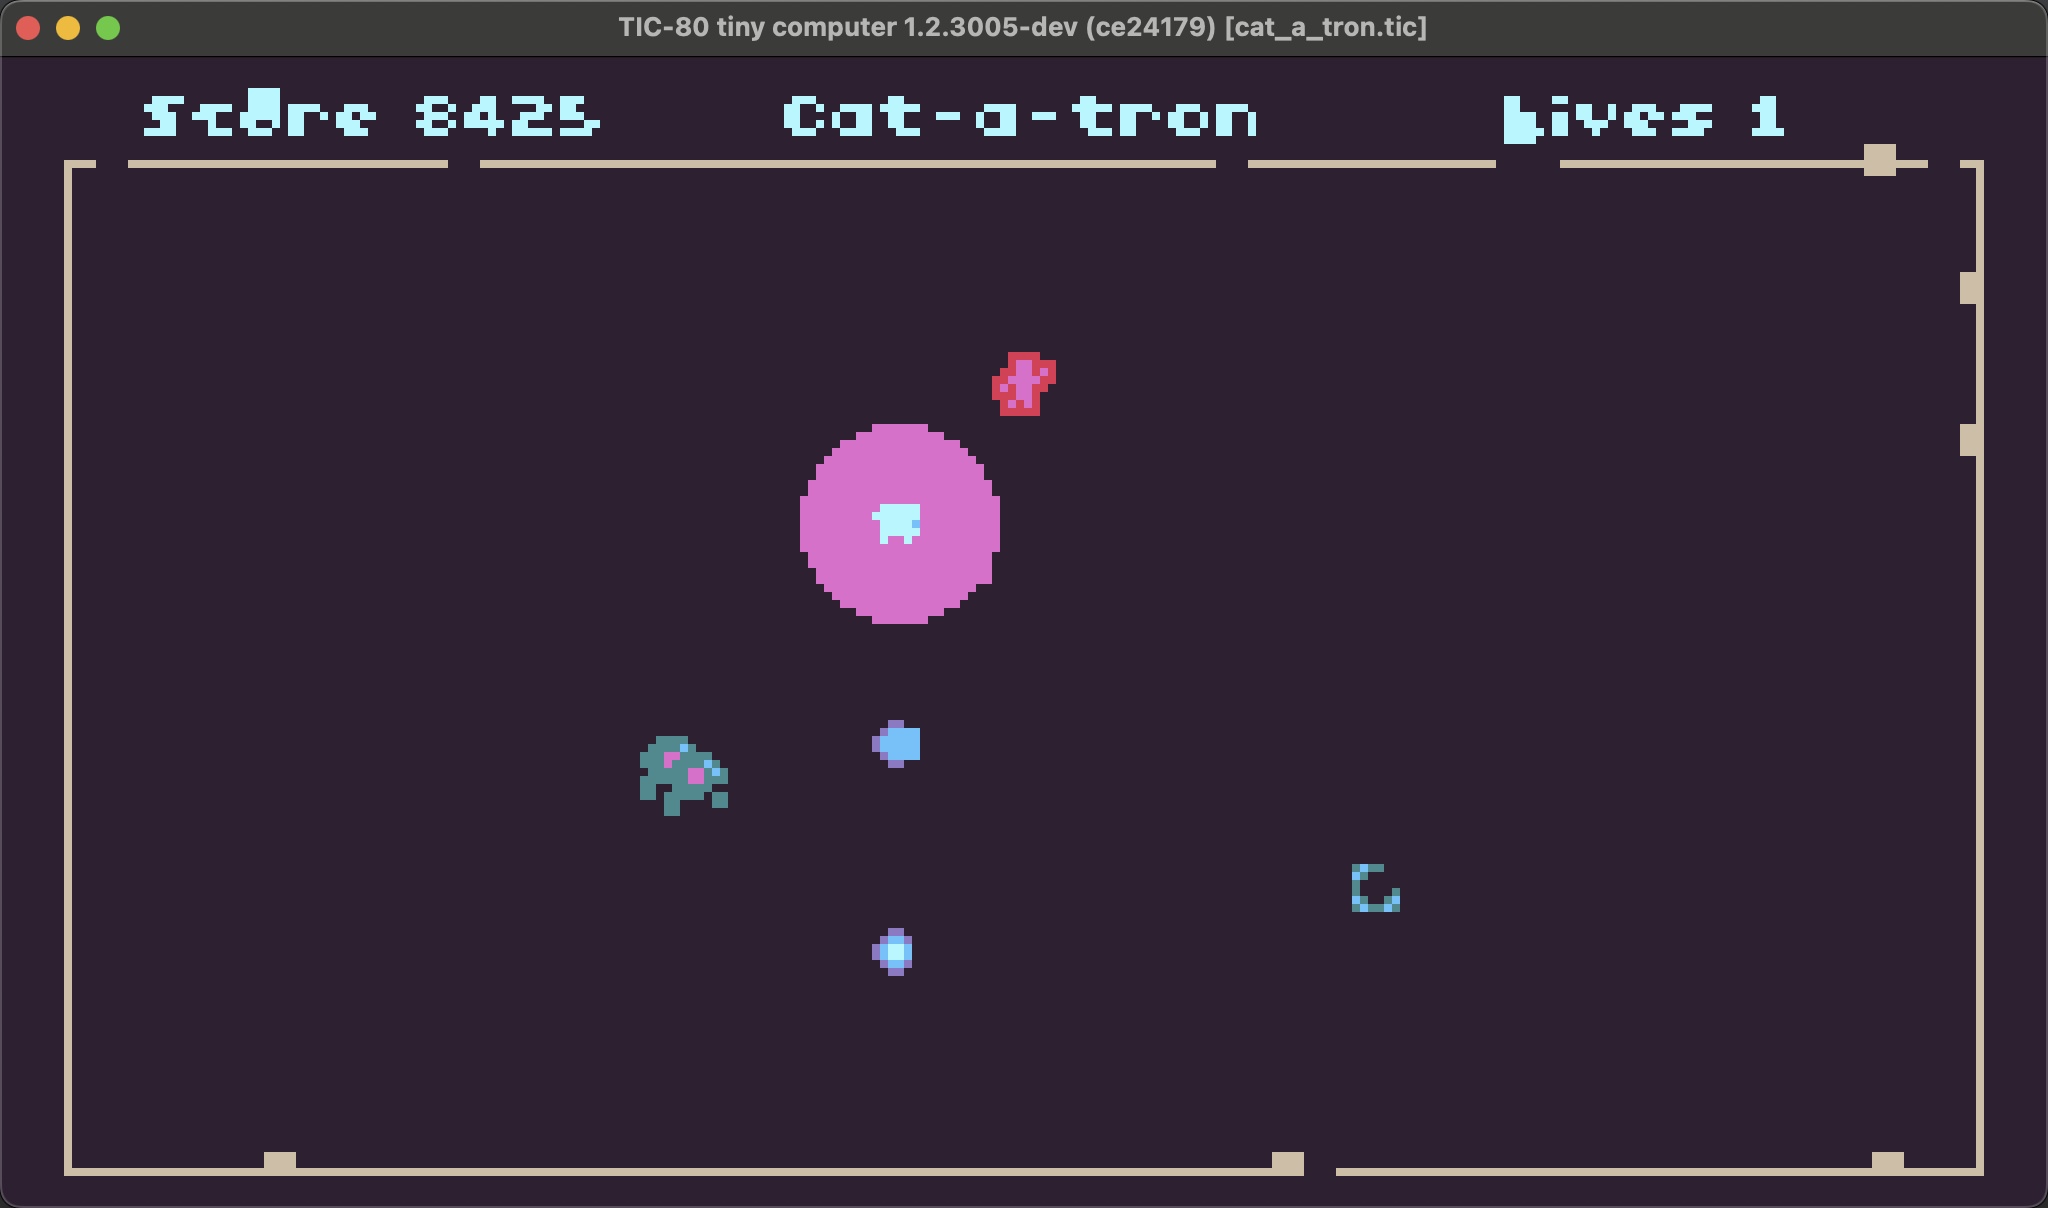 TIC-80 tiny computer 1.2.3005-dev (ce24179) [cat_a_tron.tic]
Score 8425 Cat-a-tron Lives 1